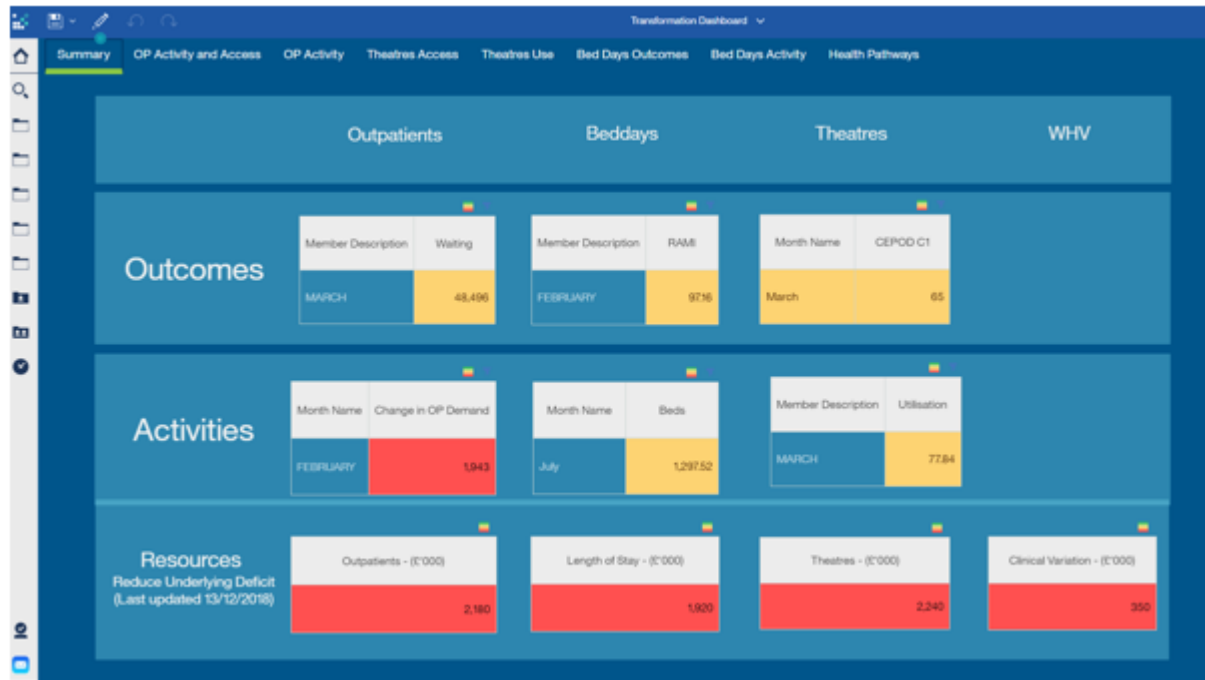 Transformation Dashboard
Summary OP Activity and Access OP Activity Theatres Access Theatres Use Bed Days Outcomes Bed Days Activity Health Pathways
Outpatients Beddays Theatres WHV
Outcomes
Member Description Waiting
MARCH 48,496
Member Description RAMI
FEBRUARY 97.16
Month Name CEPOD C1
March 65
Activities
Month Name Change in OP Demand
FEBRUARY 1,943
Month Name Beds
July 1,297.52
Member Description Utilisation
MARCH 77.84
Resources
Reduce Underlying Deficit
(Last updated 13/12/2018)
Outpatients - (£'000)
2,180
Length of Stay - (£'000)
1,920
Theatres - (£'000)
2,240
Clinical Variation - (£'000)
350